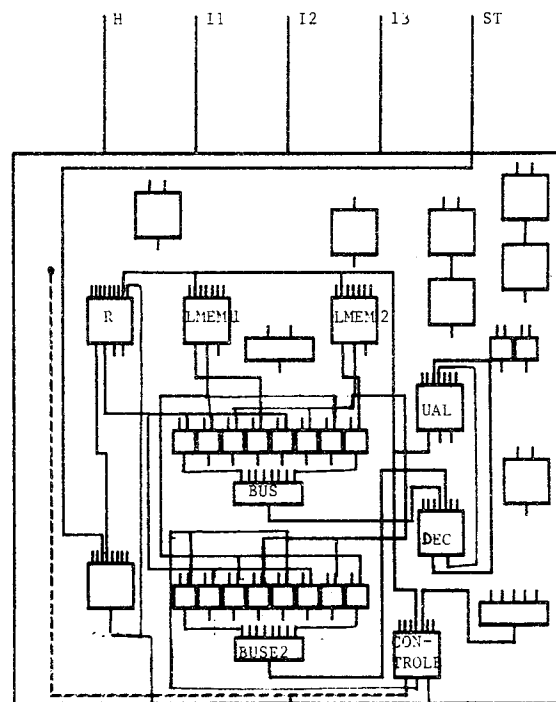 H I1 I2 I3 ST
R LMEM1 LMEM2
UAL
BUS
DEC
CON-
TROLE
BUSE2